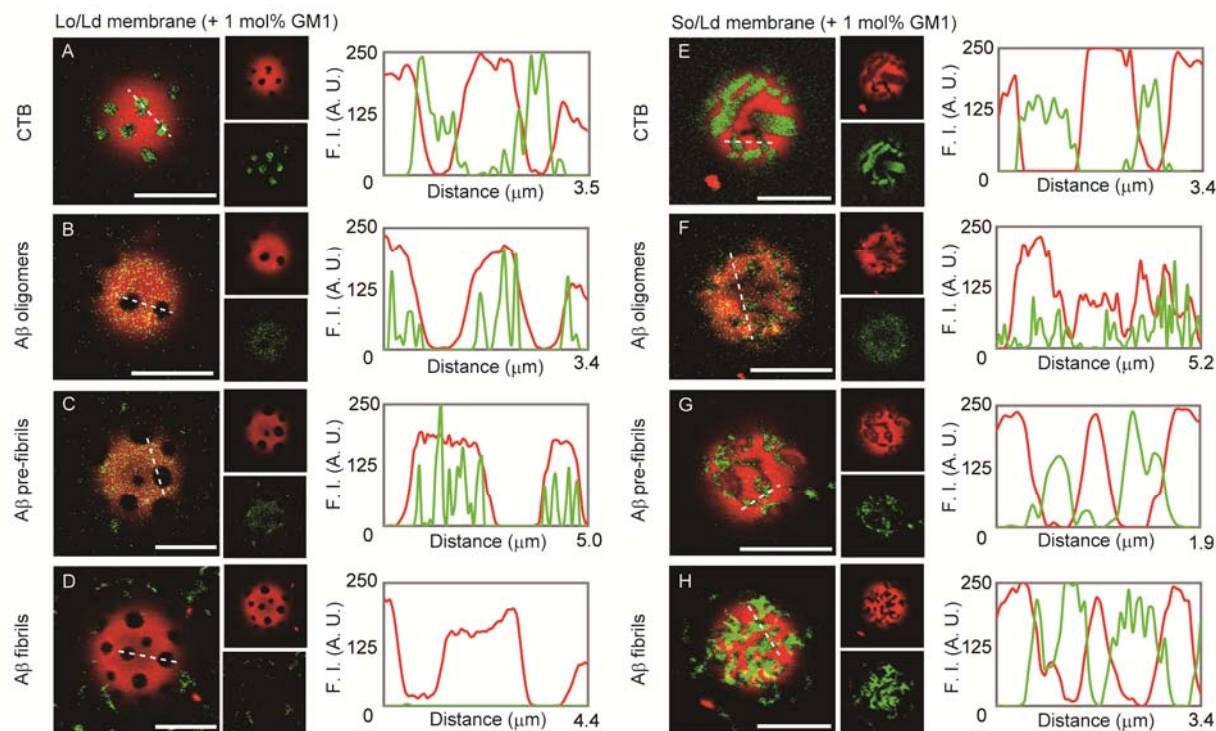 Lo/Ld membrane (+ 1 mol% GM1)
So/Ld membrane (+ 1 mol% GM1)
CTB
A
F. I. (A. U.)
250
125
0
Distance (μm)
3.5
CTB
E
F. I. (A. U.)
250
125
0
Distance (μm)
3.4
Aβ oligomers
B
F. I. (A. U.)
250
125
0
Distance (μm)
3.4
Aβ oligomers
F
F. I. (A. U.)
250
125
0
Distance (μm)
5.2
Aβ pre-fibrils
C
F. I. (A. U.)
250
125
0
Distance (μm)
5.0
Aβ pre-fibrils
G
F. I. (A. U.)
250
125
0
Distance (μm)
1.9
Aβ fibrils
D
F. I. (A. U.)
250
125
0
Distance (μm)
4.4
Aβ fibrils
H
F. I. (A. U.)
250
125
0
Distance (μm)
3.4